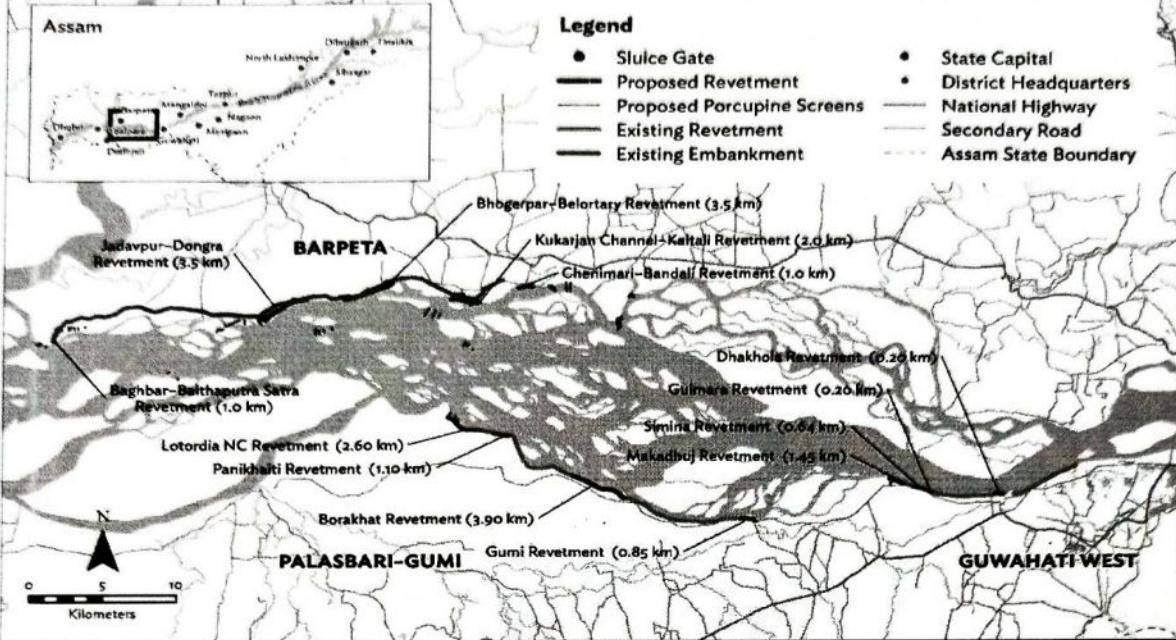 Assam
Dibrugarh
Tinsukia
North Lakhimpur
Sibsagar
Tezpur
Mangaldoi
Nagaon
Morigaon
Dhubri
Guwahati
Legend
Sluice Gate
Proposed Revetment
Proposed Porcupine Screens
Existing Revetment
Existing Embankment
State Capital
District Headquarters
National Highway
Secondary Road
Assam State Boundary
Bhogerpar–Belortary Revetment (3.5 km)
BARPETA
Jadavpur–Dongra
Revetment (3.5 km)
Kukarjan Channel–Kaltali Revetment (2.0 km)
Chenimari–Bandali Revetment (1.0 km)
Dhakhola Revetment (0.20 km)
Baghbar–Balthaputra Satra
Revetment (1.0 km)
Gulmara Revetment (0.20 km)
Simina Revetment (0.64 km)
Lotordia NC Revetment (2.60 km)
Makadhuj Revetment (1.45 km)
Panikhaiti Revetment (1.10 km)
Borakhat Revetment (3.90 km)
Gumi Revetment (0.85 km)
PALASBARI–GUMI
GUWAHATI WEST
N
0 5 10
Kilometers